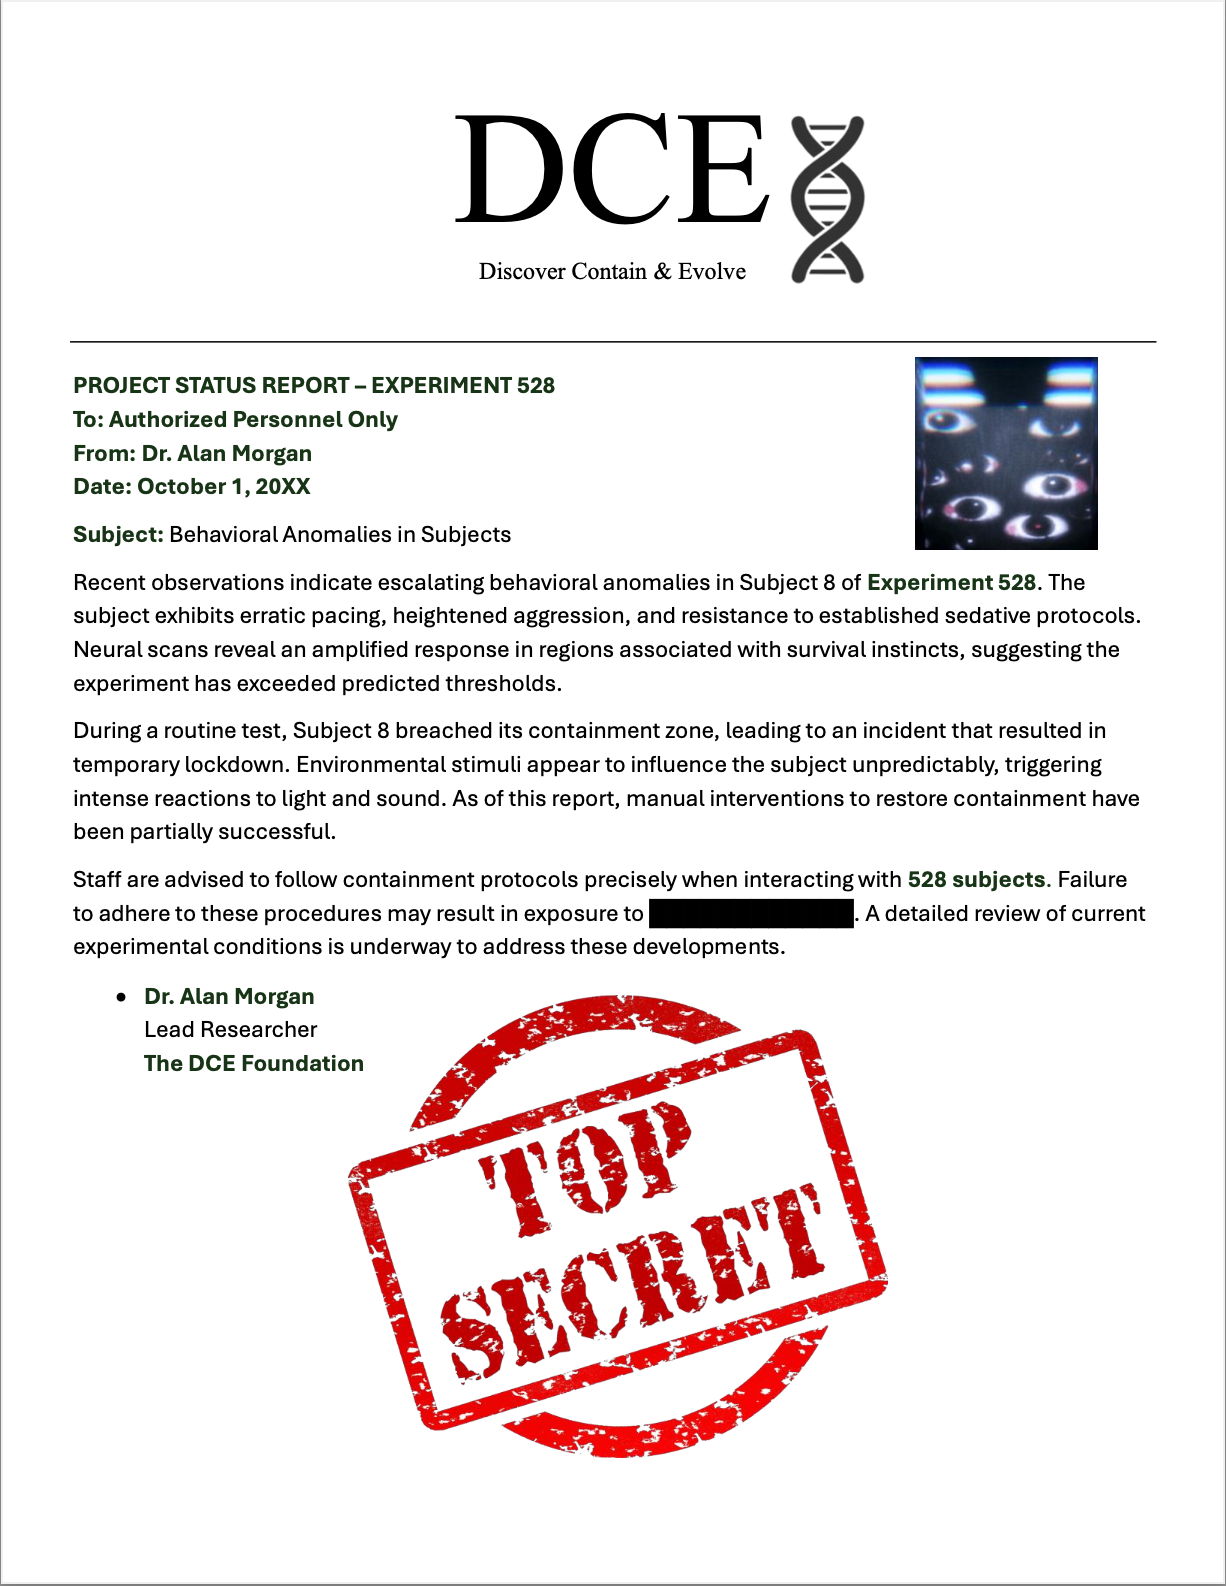 DCE
Discover Contain & Evolve
PROJECT STATUS REPORT – EXPERIMENT 528
To: Authorized Personnel Only
From: Dr. Alan Morgan
Date: October 1, 20XX
Subject: Behavioral Anomalies in Subjects
Recent observations indicate escalating behavioral anomalies in Subject 8 of Experiment 528. The
subject exhibits erratic pacing, heightened aggression, and resistance to established sedative protocols.
Neural scans reveal an amplified response in regions associated with survival instincts, suggesting the
experiment has exceeded predicted thresholds.
During a routine test, Subject 8 breached its containment zone, leading to an incident that resulted in
temporary lockdown. Environmental stimuli appear to influence the subject unpredictably, triggering
intense reactions to light and sound. As of this report, manual interventions to restore containment have
been partially successful.
Staff are advised to follow containment protocols precisely when interacting with 528 subjects. Failure
to adhere to these procedures may result in exposure to . A detailed review of current
experimental conditions is underway to address these developments.
• Dr. Alan Morgan
Lead Researcher
The DCE Foundation
TOP
SECRET